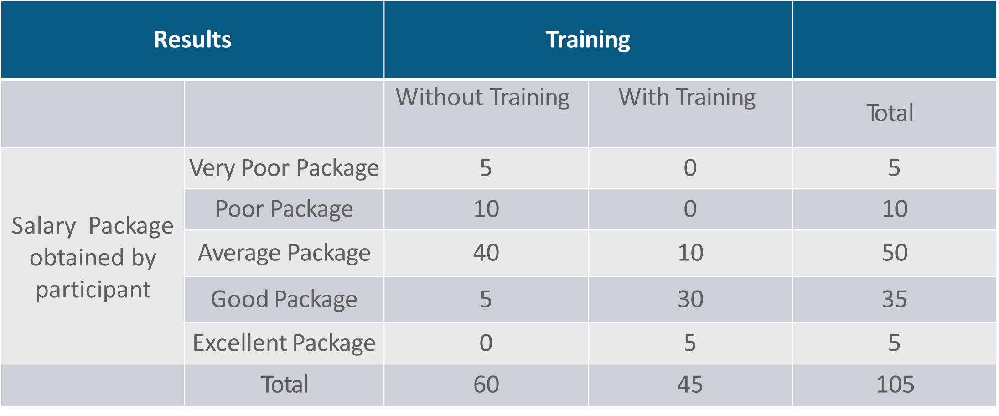 Results Training
Without Training With Training Total
Very Poor Package 5 0 5
Poor Package 10 0 10
Salary Package
obtained by
participant
Average Package 40 10 50
Good Package 5 30 35
Excellent Package 0 5 5
Total 60 45 105